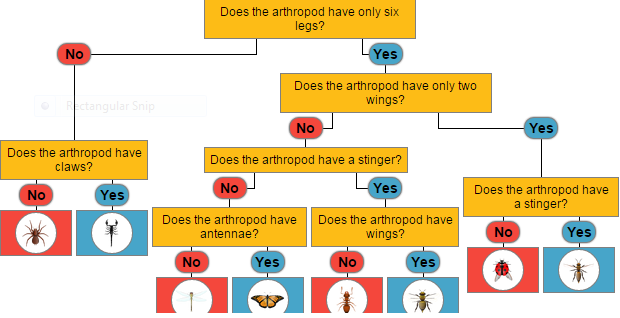 Does the arthropod have only six
legs?
No
Yes
Does the arthropod have only two
wings?
Rectangular Snip
No
Yes
Does the arthropod have
claws?
Does the arthropod have a stinger?
No
Yes
No
Yes
Does the arthropod have
a stinger?
Does the arthropod have
antennae?
Does the arthropod have
wings?
No
Yes
No
Yes
No
Yes